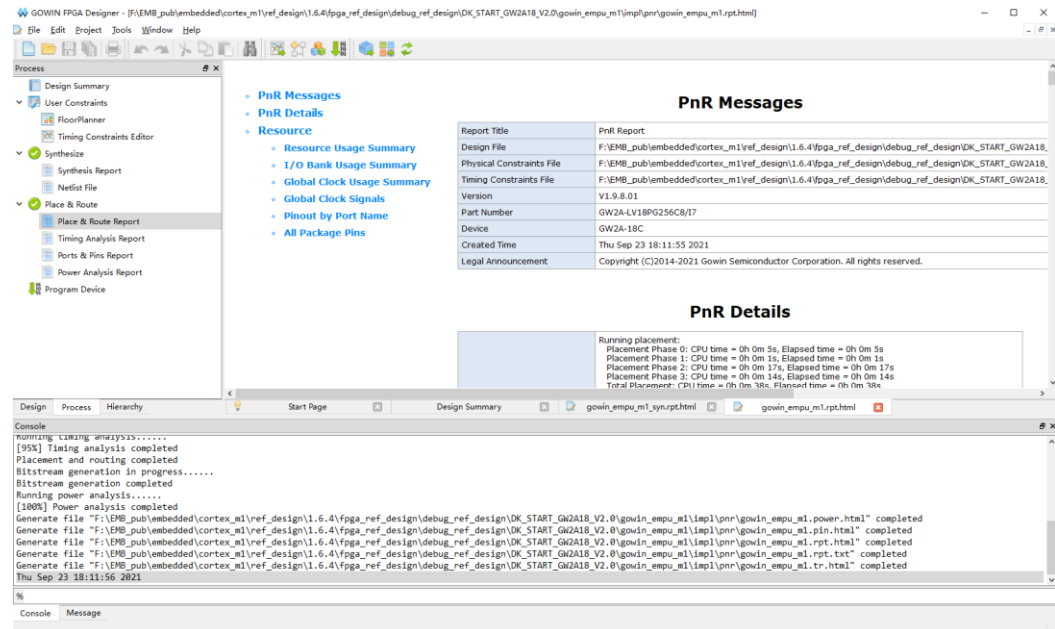 GOWIN FPGA Designer - [F:\EMB_pub\embedded\cortex_m1\ref_design\1.6.4\fpga_ref_design\debug_ref_design\DK_START_GW2A18_V2.0\gowin_empu_m1\impl\pnr\gowin_empu_m1.rpt.html]
File Edit Project Tools Window Help
Process
Design Summary
User Constraints
FloorPlanner
Timing Constraints Editor
Synthesize
Synthesis Report
Netlist File
Place & Route
Place & Route Report
Timing Analysis Report
Ports & Pins Report
Power Analysis Report
Program Device
Design Process Hierarchy
PnR Messages
PnR Details
Resource
Resource Usage Summary
I/O Bank Usage Summary
Global Clock Usage Summary
Global Clock Signals
Pinout by Port Name
All Package Pins
PnR Messages
Report Title PnR Report
Design File F:\EMB_pub\embedded\cortex_m1\ref_design\1.6.4\fpga_ref_design\debug_ref_design\DK_START_GW2A18_
Physical Constraints File F:\EMB_pub\embedded\cortex_m1\ref_design\1.6.4\fpga_ref_design\debug_ref_design\DK_START_GW2A18_
Timing Constraints File F:\EMB_pub\embedded\cortex_m1\ref_design\1.6.4\fpga_ref_design\debug_ref_design\DK_START_GW2A18_
Version V1.9.8.01
Part Number GW2A-LV18PG256C8/I7
Device GW2A-18C
Created Time Thu Sep 23 18:11:55 2021
Legal Announcement Copyright (C)2014-2021 Gowin Semiconductor Corporation. All rights reserved.
PnR Details
Running placement:
Placement Phase 0: CPU time = 0h 0m 5s, Elapsed time = 0h 0m 5s
Placement Phase 1: CPU time = 0h 0m 1s, Elapsed time = 0h 0m 1s
Placement Phase 2: CPU time = 0h 0m 17s, Elapsed time = 0h 0m 17s
Placement Phase 3: CPU time = 0h 0m 14s, Elapsed time = 0h 0m 14s
Total Placement: CPU time = 0h 0m 38s, Elapsed time = 0h 0m 38s
Start Page Design Summary gowin_empu_m1_syn.rpt.html gowin_empu_m1.rpt.html
Console
Running timing analysis......
[95%] Timing analysis completed
Placement and routing completed
Bitstream generation in progress......
Bitstream generation completed
Running power analysis......
[100%] Power analysis completed
Generate file "F:\EMB_pub\embedded\cortex_m1\ref_design\1.6.4\fpga_ref_design\debug_ref_design\DK_START_GW2A18_V2.0\gowin_empu_m1\impl\pnr\gowin_empu_m1.power.html" completed
Generate file "F:\EMB_pub\embedded\cortex_m1\ref_design\1.6.4\fpga_ref_design\debug_ref_design\DK_START_GW2A18_V2.0\gowin_empu_m1\impl\pnr\gowin_empu_m1.pin.html" completed
Generate file "F:\EMB_pub\embedded\cortex_m1\ref_design\1.6.4\fpga_ref_design\debug_ref_design\DK_START_GW2A18_V2.0\gowin_empu_m1\impl\pnr\gowin_empu_m1.rpt.html" completed
Generate file "F:\EMB_pub\embedded\cortex_m1\ref_design\1.6.4\fpga_ref_design\debug_ref_design\DK_START_GW2A18_V2.0\gowin_empu_m1\impl\pnr\gowin_empu_m1.rpt.txt" completed
Generate file "F:\EMB_pub\embedded\cortex_m1\ref_design\1.6.4\fpga_ref_design\debug_ref_design\DK_START_GW2A18_V2.0\gowin_empu_m1\impl\pnr\gowin_empu_m1.tr.html" completed
Thu Sep 23 18:11:56 2021
%
Console Message